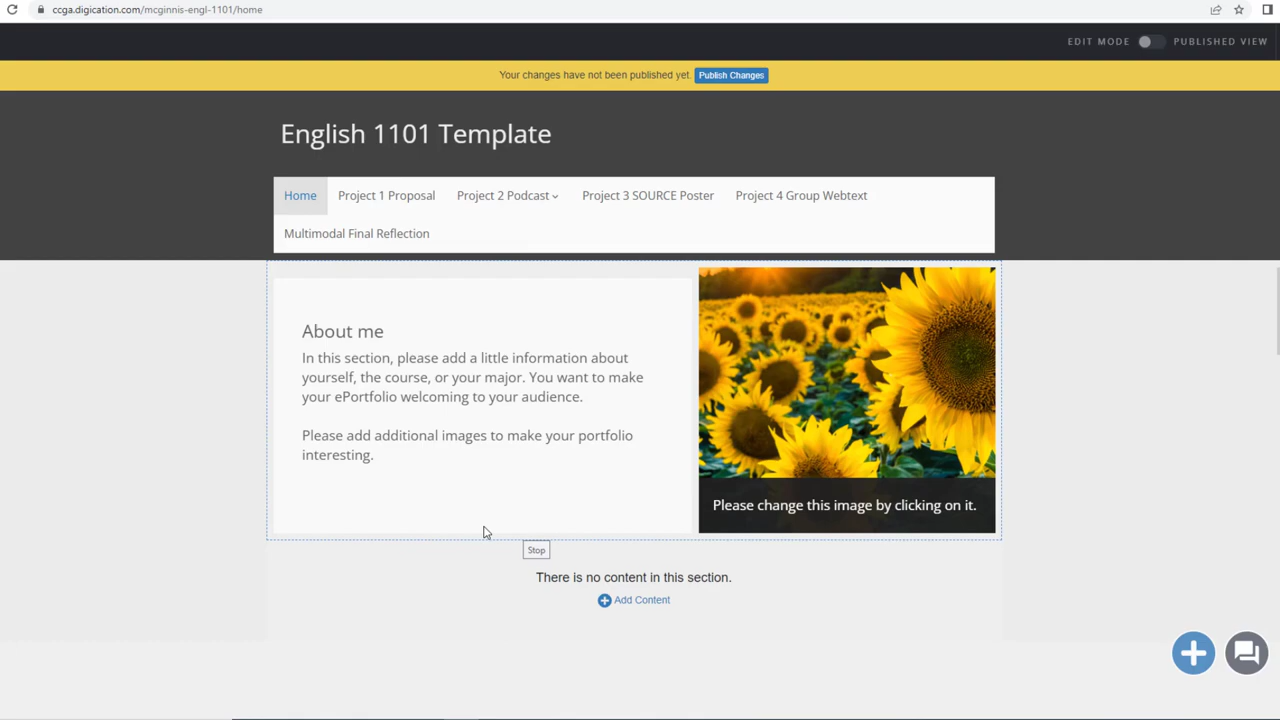 ccga.digication.com/mcginnis-engl-1101/home
EDIT MODE PUBLISHED VIEW
Your changes have not been published yet. Publish Changes
English 1101 Template
Home Project 1 Proposal Project 2 Podcast Project 3 SOURCE Poster Project 4 Group Webtext
Multimodal Final Reflection
About me
In this section, please add a little information about
yourself, the course, or your major. You want to make
your ePortfolio welcoming to your audience.
Please add additional images to make your portfolio
interesting.
Please change this image by clicking on it.
Stop
There is no content in this section.
Add Content